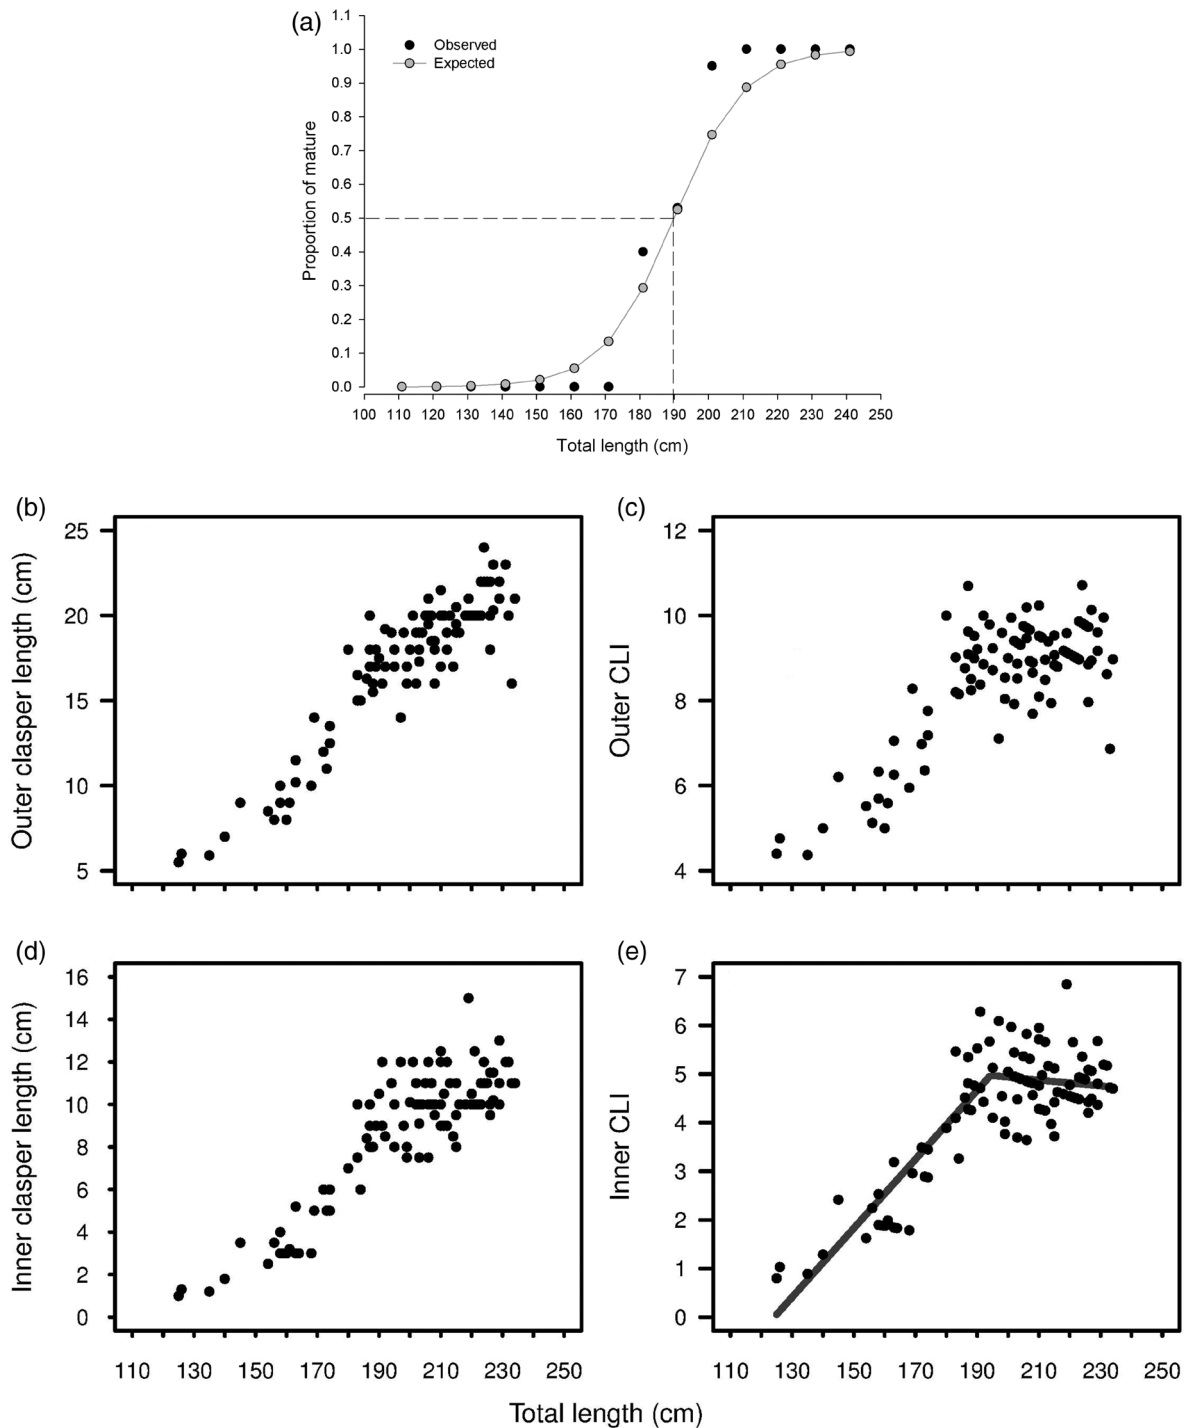 (a)
1.1
1.0
0.9
0.8
0.7
0.6
0.5
0.4
0.3
0.2
0.1
0.0
Proportion of mature
Observed
Expected
100 110 120 130 140 150 160 170 180 190 200 210 220 230 240 250
Total length (cm)
(b)
25
20
15
10
5
Outer clasper length (cm)
(c)
12
10
8
6
4
Outer CLI
(d)
16
14
12
10
8
6
4
2
0
Inner clasper length (cm)
110 130 150 170 190 210 230 250
(e)
7
6
5
4
3
2
1
0
Inner CLI
110 130 150 170 190 210 230 250
Total length (cm)